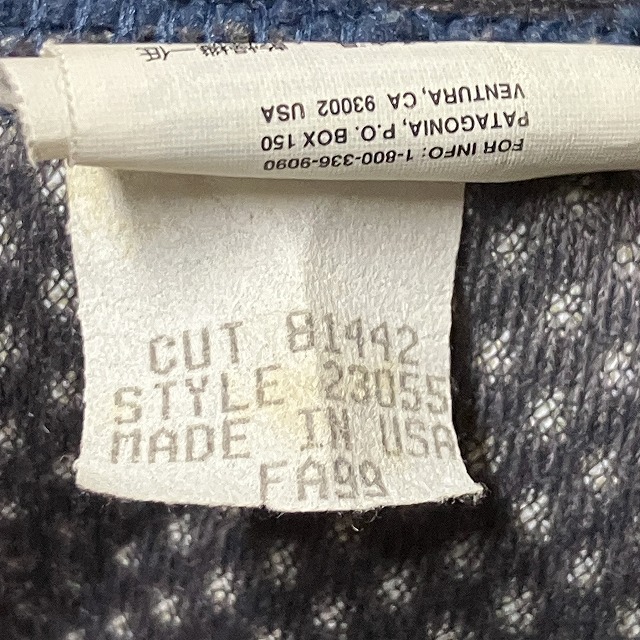 FOR INFO: 1-800-336-9090
PATAGONIA, P.O. BOX 150
VENTURA, CA 93002 USA
CUT 81442
STYLE 23055
MADE IN USA
FA99